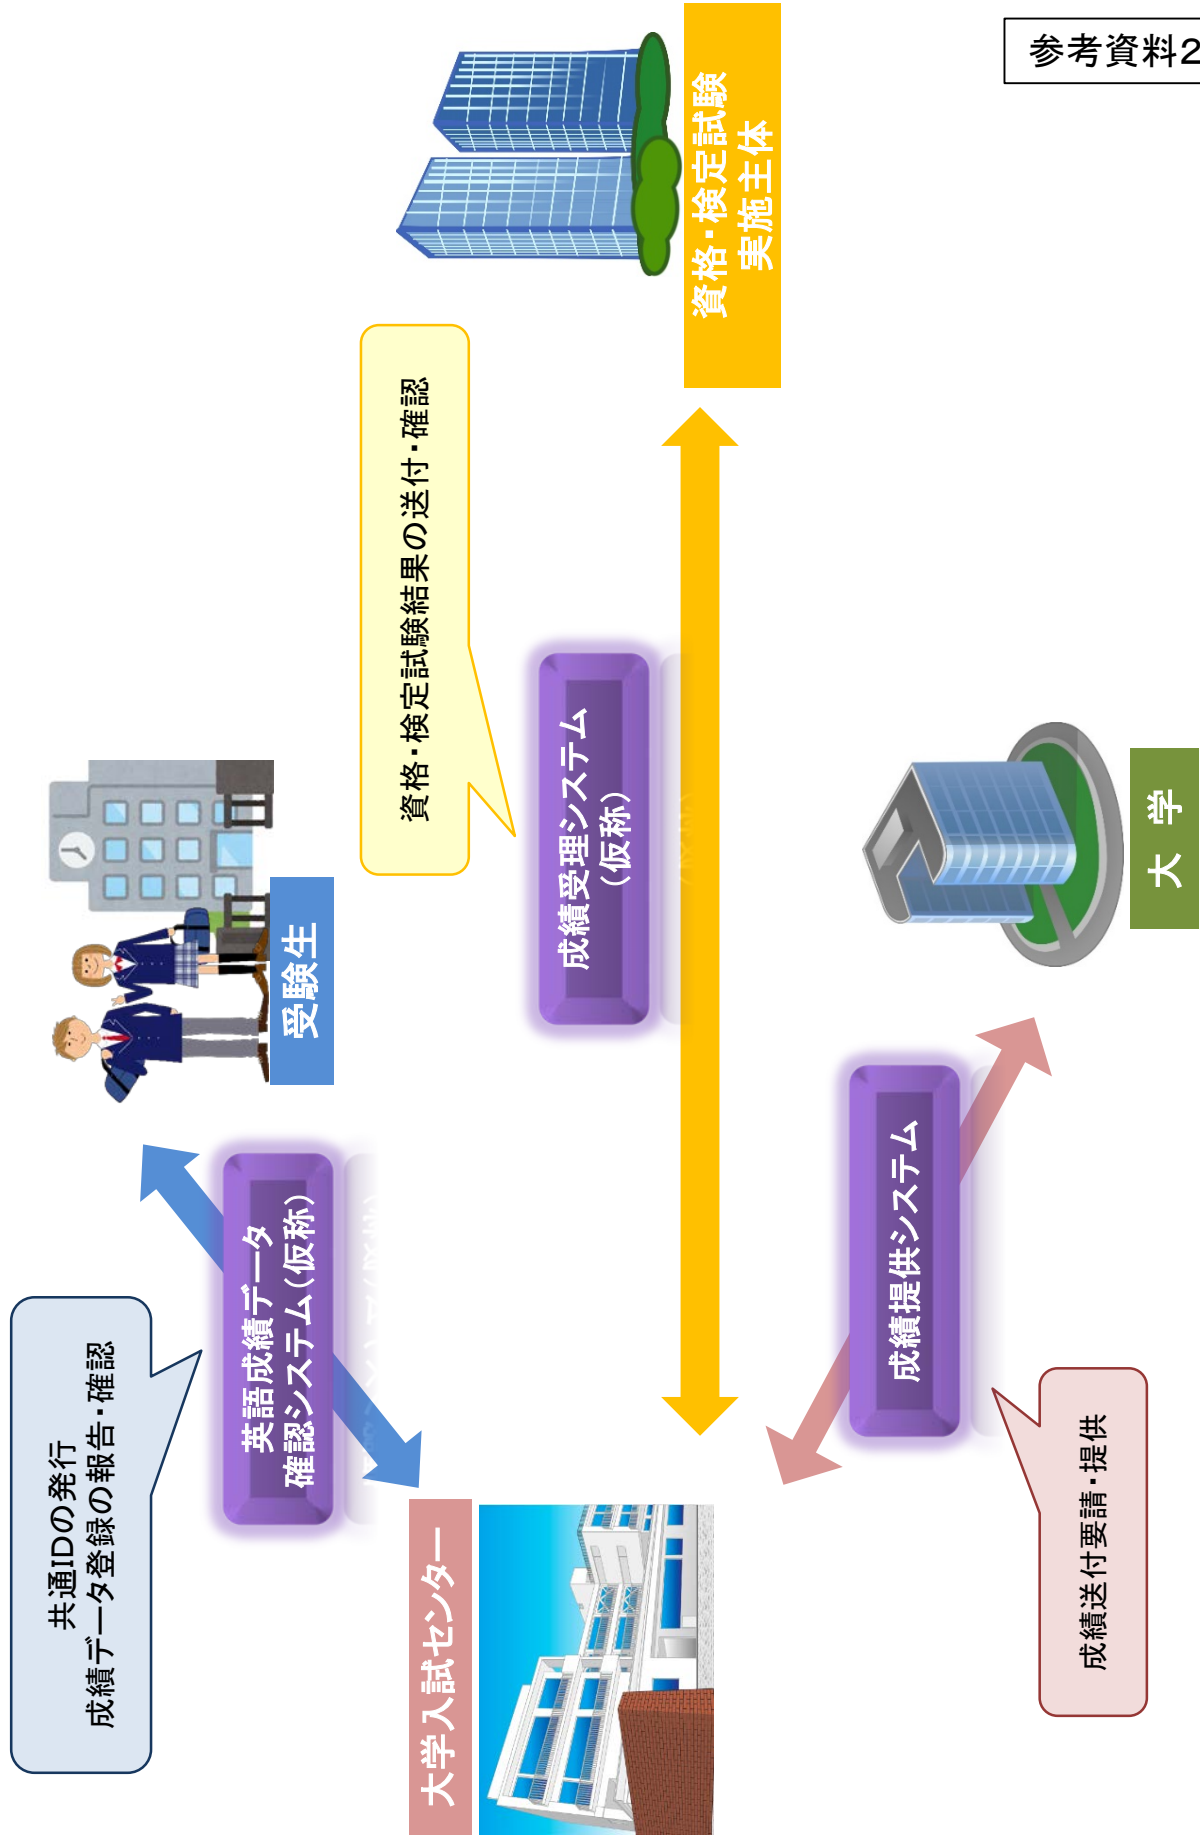 参考資料2
共通IDの発行
成績データ登録の報告・確認
英語成績データ
確認システム(仮称)
受験生
資格・検定試験結果の送付・確認
成績受理システム
(仮称)
資格・検定試験
実施主体
大学入試センター
成績提供システム
成績送付要請・提供
大 学